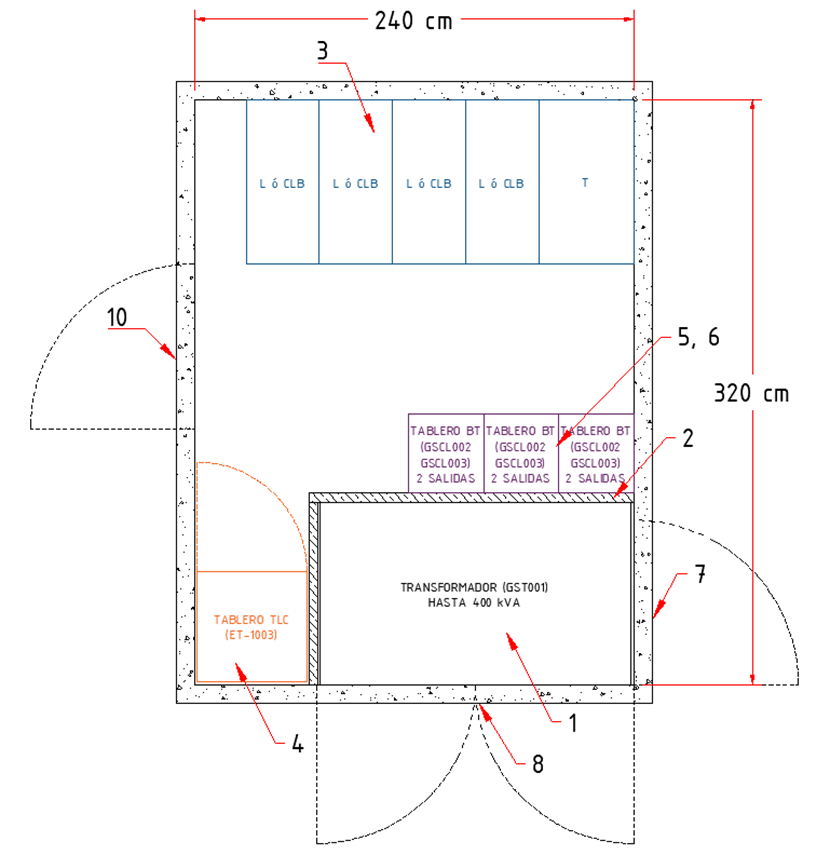 240 cm
3
L ó CLB
L ó CLB
L ó CLB
L ó CLB
T
10
5, 6
320 cm
TABLERO BT
(GSCL002
GSCL003)
2 SALIDAS
TABLERO BT
(GSCL002
GSCL003)
2 SALIDAS
TABLERO BT
(GSCL002
GSCL003)
2 SALIDAS
2
7
TRANSFORMADOR (GST001)
HASTA 400 kVA
TABLERO TLC
(ET-1003)
1
4
8